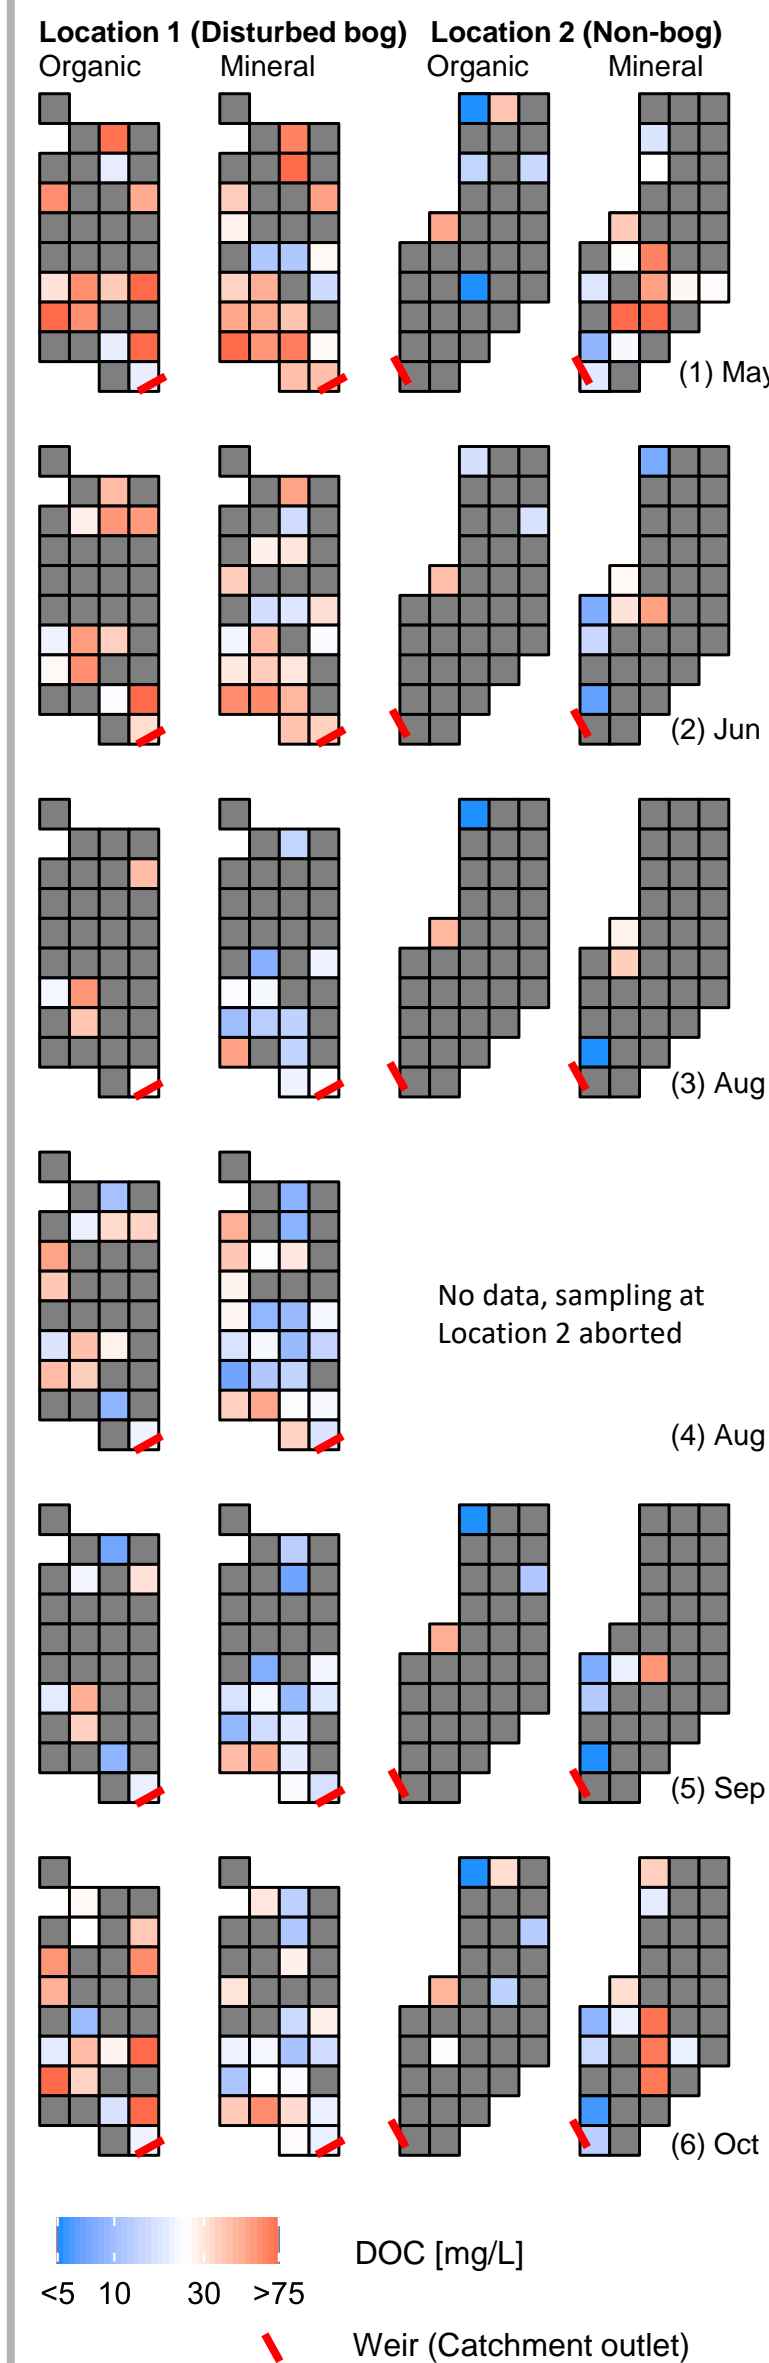 Location 1 (Disturbed bog) Location 2 (Non-bog)
Organic Mineral Organic Mineral
(1) May
(2) Jun
(3) Aug
No data, sampling at
Location 2 aborted
(4) Aug
(5) Sep
(6) Oct
DOC [mg/L]
<5 10 30 >75
Weir (Catchment outlet)